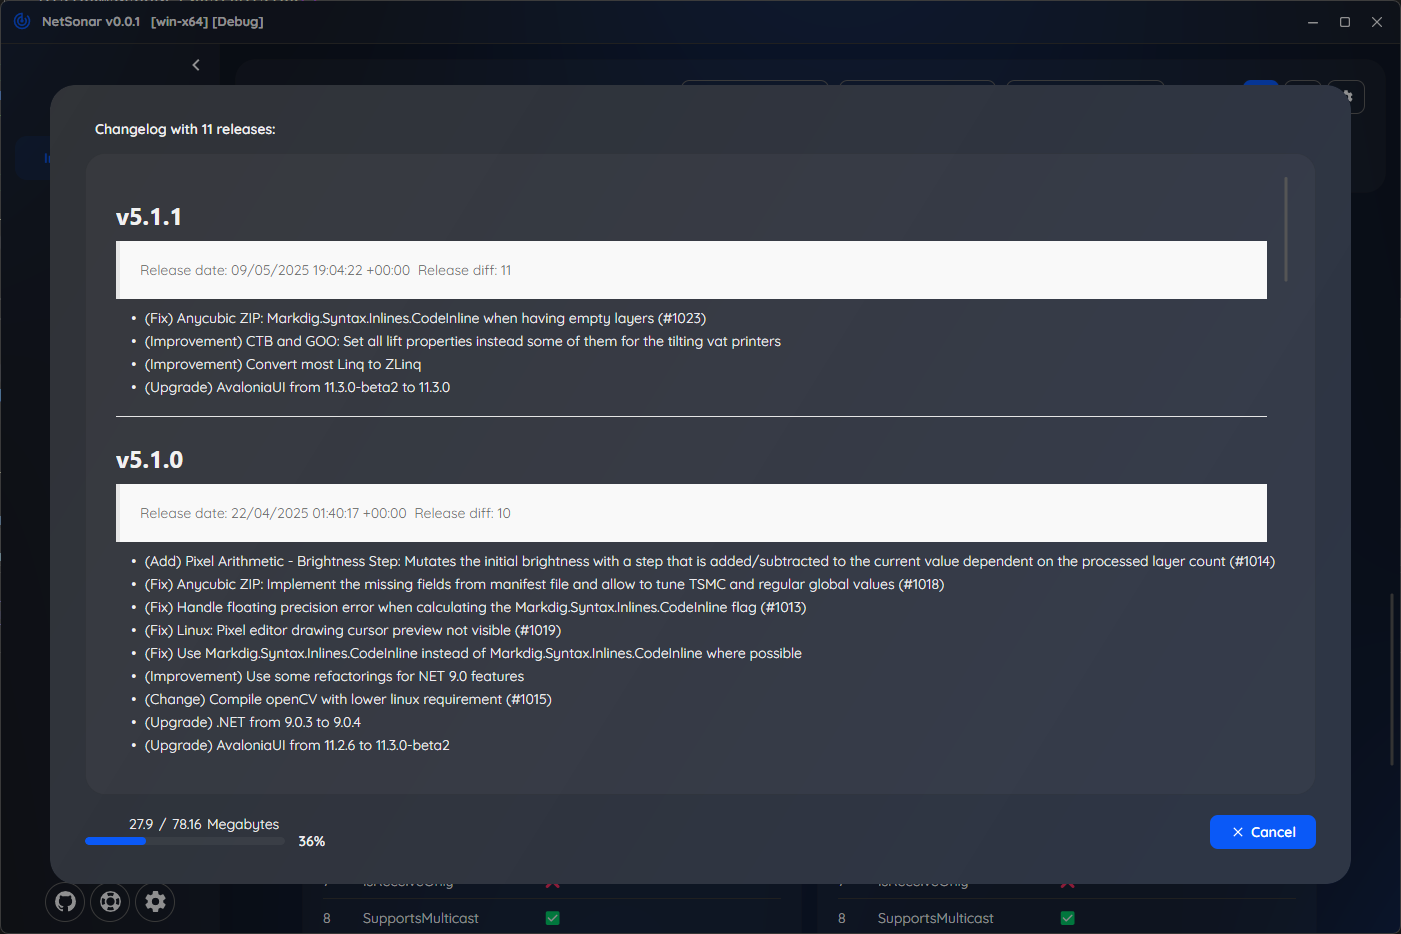 NetSonar v0.0.1 [win-x64] [Debug]
Changelog with 11 releases:
v5.1.1
Release date: 09/05/2025 19:04:22 +00:00 Release diff: 11
• (Fix) Anycubic ZIP: Markdig.Syntax.Inlines.CodeInline when having empty layers (#1023)
• (Improvement) CTB and GOO: Set all lift properties instead some of them for the tilting vat printers
• (Improvement) Convert most Linq to ZLinq
• (Upgrade) AvaloniaUI from 11.3.0-beta2 to 11.3.0
v5.1.0
Release date: 22/04/2025 01:40:17 +00:00 Release diff: 10
• (Add) Pixel Arithmetic - Brightness Step: Mutates the initial brightness with a step that is added/subtracted to the current value dependent on the processed layer count (#1014)
• (Fix) Anycubic ZIP: Implement the missing fields from manifest file and allow to tune TSMC and regular global values (#1018)
• (Fix) Handle floating precision error when calculating the Markdig.Syntax.Inlines.CodeInline flag (#1013)
• (Fix) Linux: Pixel editor drawing cursor preview not visible (#1019)
• (Fix) Use Markdig.Syntax.Inlines.CodeInline instead of Markdig.Syntax.Inlines.CodeInline where possible
• (Improvement) Use some refactorings for NET 9.0 features
• (Change) Compile openCV with lower linux requirement (#1015)
• (Upgrade) .NET from 9.0.3 to 9.0.4
• (Upgrade) AvaloniaUI from 11.2.6 to 11.3.0-beta2
27.9 / 78.16 Megabytes
36%
Cancel
IsReceiveOnly IsReceiveOnly
8 SupportsMulticast 8 SupportsMulticast